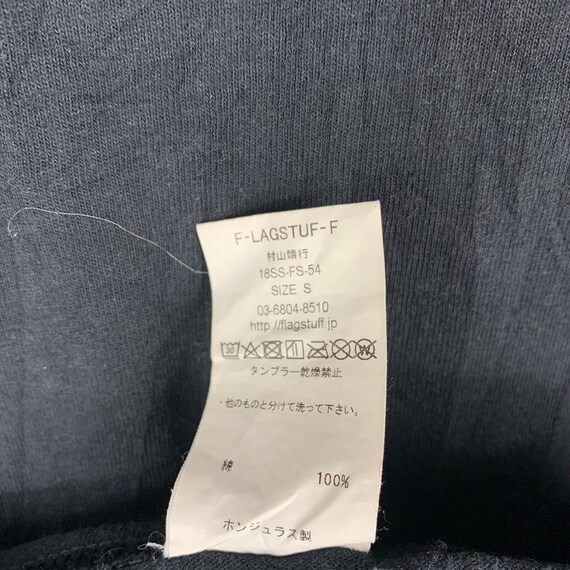 F-LAGSTUF-F
村山靖行
18SS-FS-54
SIZE S
03-6804-8510
http://flagstuff.jp
30
タンブラー乾燥禁止
・他のものと分けて洗って下さい。
綿 100%
ホンジュラス製